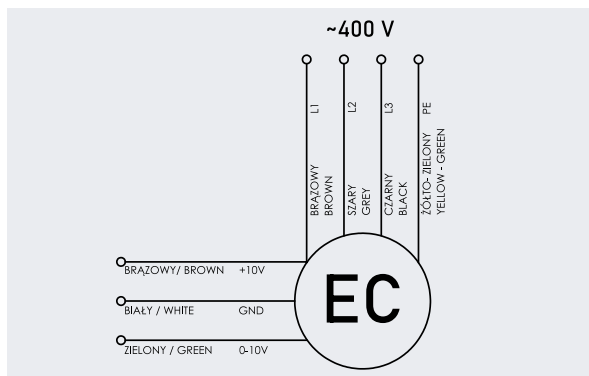 ~400 V
L1
BRĄZOWY
BROWN
L2
SZARY
GREY
L3
CZARNY
BLACK
PE
ŻÓŁTO- ZIELONY
YELLOW - GREEN
BRĄZOWY/ BROWN +10V
BIAŁY / WHITE GND
ZIELONY / GREEN 0-10V
EC